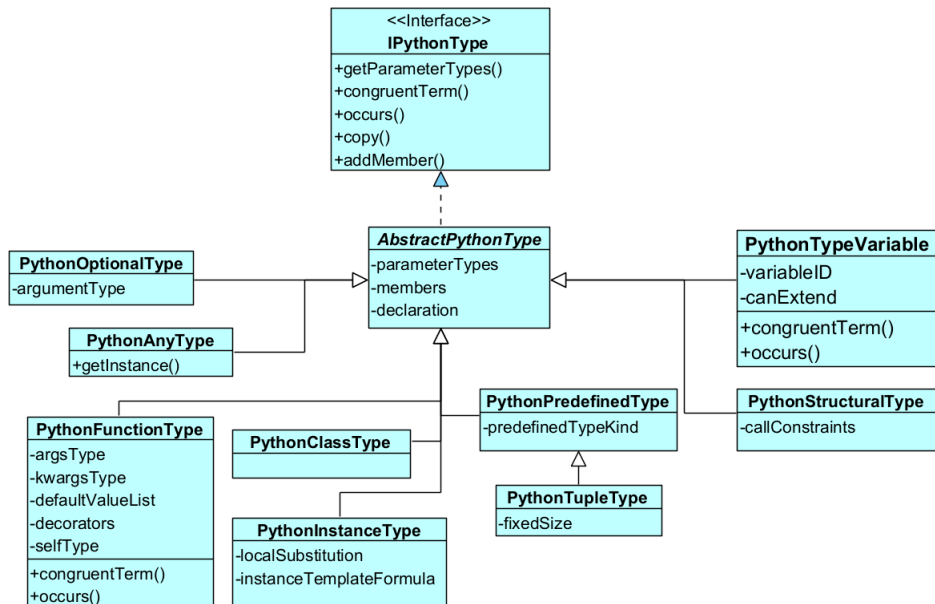 <<Interface>>
IPythonType
+getParameterTypes()
+congruentTerm()
+occurs()
+copy()
+addMember()
AbstractPythonType
-parameterTypes
-members
-declaration
PythonOptionalType
-argumentType
PythonTypeVariable
-variableID
-canExtend
+congruentTerm()
+occurs()
PythonAnyType
+getInstance()
PythonFunctionType
-argsType
-kwargsType
-defaultValueList
-decorators
-selfType
+congruentTerm()
+occurs()
PythonClassType
PythonPredefinedType
-predefinedTypeKind
PythonStructuralType
-callConstraints
PythonInstanceType
-localSubstitution
-instanceTemplateFormula
PythonTupleType
-fixedSize